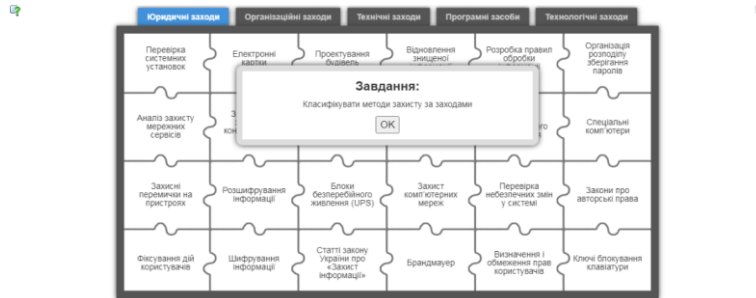 Юридичні заходи Організаційні заходи Технічні заходи Програмні засоби Технологічні заходи
Перевірка системних установок
Електронні картки
Проектування будівель
Відновлення знищеної
Розробка правил обробки
Організація розподілу зберігання паролів
Завдання:
Класифікувати методи захисту за заходами
OK
Аналіз захисту мережних сервісів
Спеціальні комп'ютери
Захисні перемички на пристроях
Розшифрування інформації
Блоки безперебійного живлення (UPS)
Захист комп'ютерних мереж
Перевірка небезпечних змін у системі
Закони про авторські права
Фіксування дій користувачів
Шифрування інформації
Статті закону України про «Захист інформації»
Брандмауер
Визначення і обмеження прав користувачів
Ключі блокування клавіатури